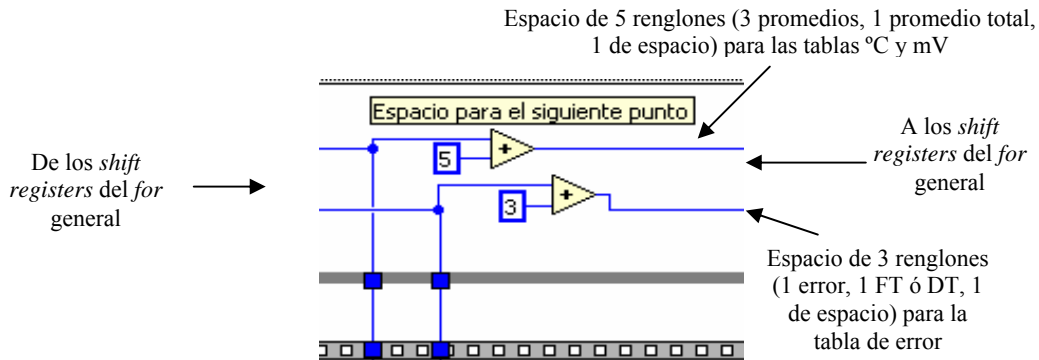 Espacio de 5 renglones (3 promedios, 1 promedio total,
1 de espacio) para las tablas ºC y mV
Espacio para el siguiente punto
5
+
3
+
De los shift
registers del for
general
A los shift
registers del for
general
Espacio de 3 renglones
(1 error, 1 FT ó DT, 1
de espacio) para la
tabla de error